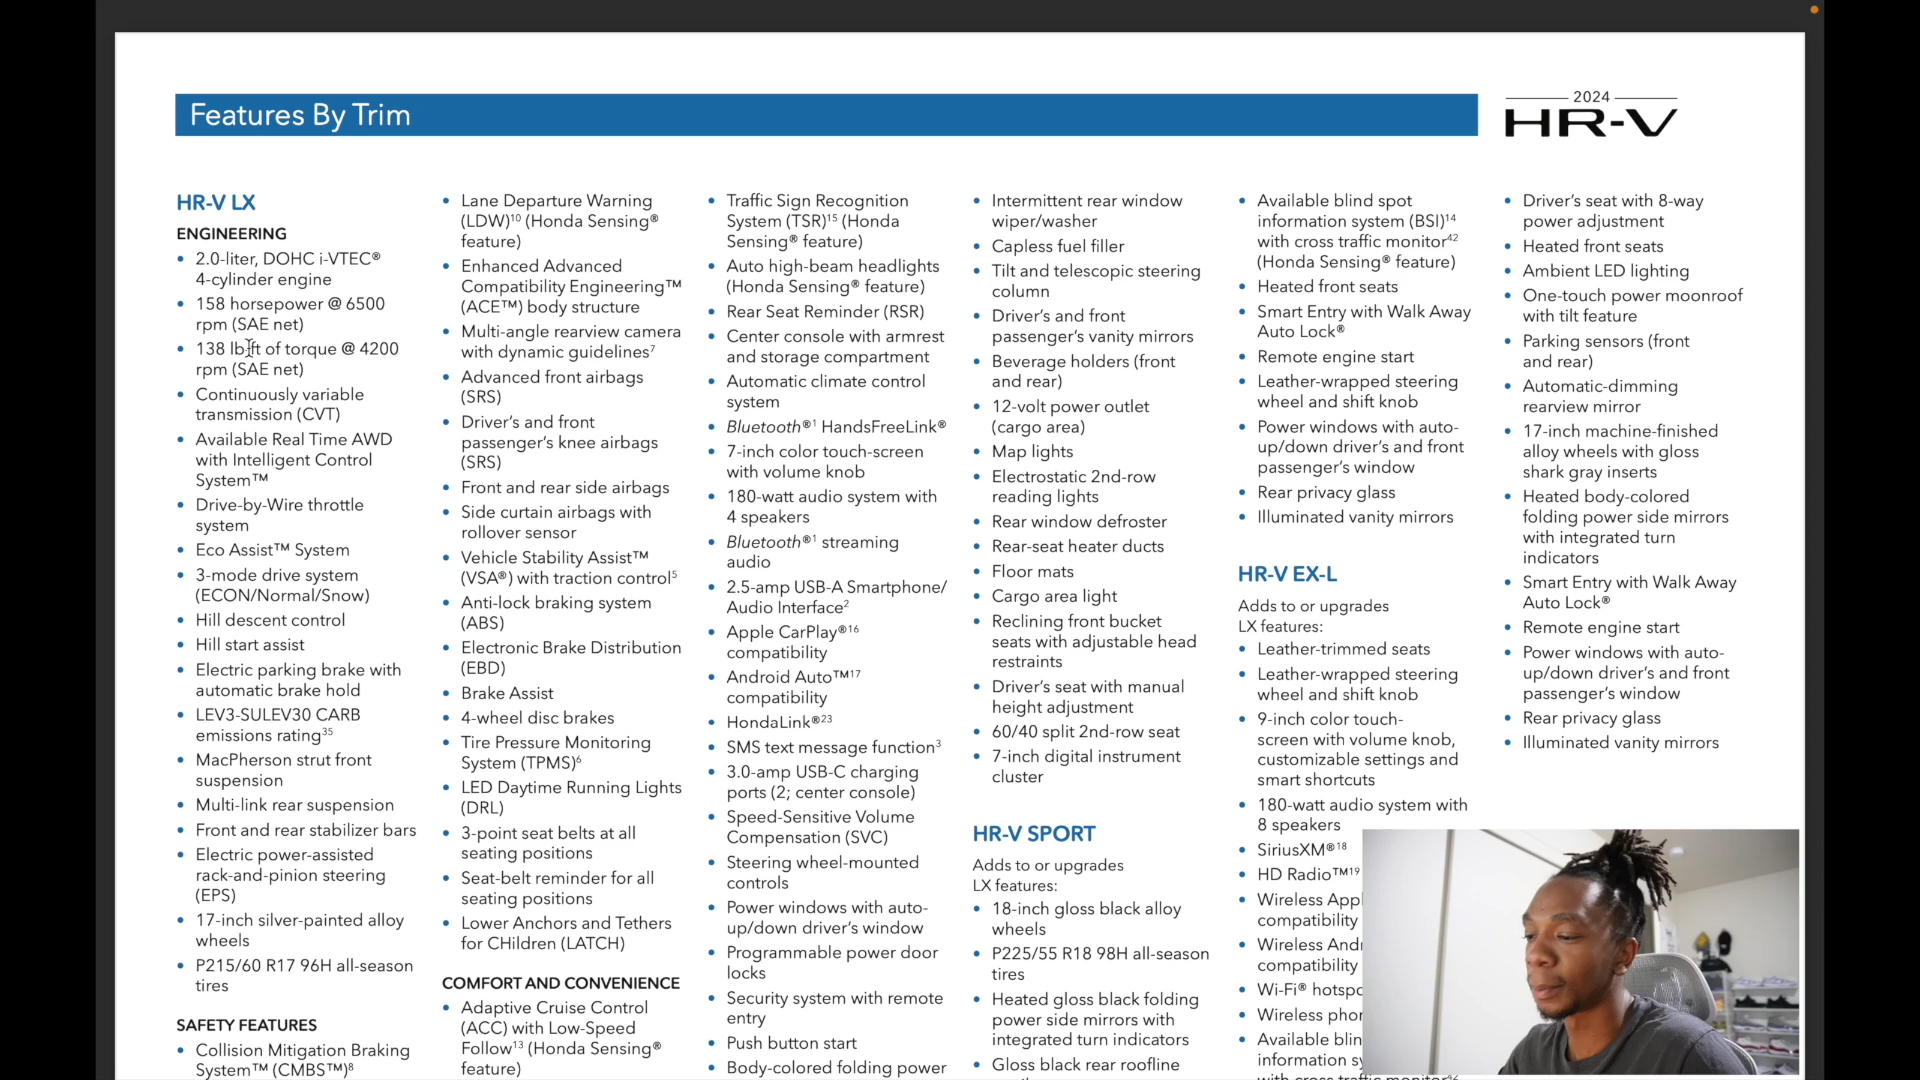 Features By Trim
2024
HR-V
HR-V LX
ENGINEERING
• 2.0-liter, DOHC i-VTEC®
4-cylinder engine
• 158 horsepower @ 6500
rpm (SAE net)
• 138 lb-ft of torque @ 4200
rpm (SAE net)
• Continuously variable
transmission (CVT)
• Available Real Time AWD
with Intelligent Control
System™
• Drive-by-Wire throttle
system
• Eco Assist™ System
• 3-mode drive system
(ECON/Normal/Snow)
• Hill descent control
• Hill start assist
• Electric parking brake with
automatic brake hold
• LEV3-SULEV30 CARB
emissions rating35
• MacPherson strut front
suspension
• Multi-link rear suspension
• Front and rear stabilizer bars
• Electric power-assisted
rack-and-pinion steering
(EPS)
• 17-inch silver-painted alloy
wheels
• P215/60 R17 96H all-season
tires
SAFETY FEATURES
• Collision Mitigation Braking
System™ (CMBS™)8
• Lane Departure Warning
(LDW)10 (Honda Sensing®
feature)
• Enhanced Advanced
Compatibility Engineering™
(ACE™) body structure
• Multi-angle rearview camera
with dynamic guidelines7
• Advanced front airbags
(SRS)
• Driver's and front
passenger's knee airbags
(SRS)
• Front and rear side airbags
• Side curtain airbags with
rollover sensor
• Vehicle Stability Assist™
(VSA®) with traction control5
• Anti-lock braking system
(ABS)
• Electronic Brake Distribution
(EBD)
• Brake Assist
• 4-wheel disc brakes
• Tire Pressure Monitoring
System (TPMS)6
• LED Daytime Running Lights
(DRL)
• 3-point seat belts at all
seating positions
• Seat-belt reminder for all
seating positions
• Lower Anchors and Tethers
for CHildren (LATCH)
COMFORT AND CONVENIENCE
• Adaptive Cruise Control
(ACC) with Low-Speed
Follow13 (Honda Sensing®
feature)
• Traffic Sign Recognition
System (TSR)15 (Honda
Sensing® feature)
• Auto high-beam headlights
(Honda Sensing® feature)
• Rear Seat Reminder (RSR)
• Center console with armrest
and storage compartment
• Automatic climate control
system
• Bluetooth®1 HandsFreeLink®
• 7-inch color touch-screen
with volume knob
• 180-watt audio system with
4 speakers
• Bluetooth®1 streaming
audio
• 2.5-amp USB-A Smartphone/
Audio Interface2
• Apple CarPlay®16
compatibility
• Android Auto™17
compatibility
• HondaLink®23
• SMS text message function3
• 3.0-amp USB-C charging
ports (2; center console)
• Speed-Sensitive Volume
Compensation (SVC)
• Steering wheel-mounted
controls
• Power windows with auto-
up/down driver's window
• Programmable power door
locks
• Security system with remote
entry
• Push button start
• Body-colored folding power
• Intermittent rear window
wiper/washer
• Capless fuel filler
• Tilt and telescopic steering
column
• Driver's and front
passenger's vanity mirrors
• Beverage holders (front
and rear)
• 12-volt power outlet
(cargo area)
• Map lights
• Electrostatic 2nd-row
reading lights
• Rear window defroster
• Rear-seat heater ducts
• Floor mats
• Cargo area light
• Reclining front bucket
seats with adjustable head
restraints
• Driver's seat with manual
height adjustment
• 60/40 split 2nd-row seat
• 7-inch digital instrument
cluster
HR-V SPORT
Adds to or upgrades
LX features:
• 18-inch gloss black alloy
wheels
• P225/55 R18 98H all-season
tires
• Heated gloss black folding
power side mirrors with
integrated turn indicators
• Gloss black rear roofline
• Available blind spot
information system (BSI)14
with cross traffic monitor42
(Honda Sensing® feature)
• Heated front seats
• Smart Entry with Walk Away
Auto Lock®
• Remote engine start
• Leather-wrapped steering
wheel and shift knob
• Power windows with auto-
up/down driver's and front
passenger's window
• Rear privacy glass
• Illuminated vanity mirrors
HR-V EX-L
Adds to or upgrades
LX features:
• Leather-trimmed seats
• Leather-wrapped steering
wheel and shift knob
• 9-inch color touch-
screen with volume knob,
customizable settings and
smart shortcuts
• 180-watt audio system with
8 speakers
• SiriusXM®18
• HD Radio™19
• Wireless Appl
compatibility
• Wireless Andr
compatibility
• Wi-Fi® hotspo
• Wireless phon
• Available blin
information sy
with cross traffic monitor42
• Driver's seat with 8-way
power adjustment
• Heated front seats
• Ambient LED lighting
• One-touch power moonroof
with tilt feature
• Parking sensors (front
and rear)
• Automatic-dimming
rearview mirror
• 17-inch machine-finished
alloy wheels with gloss
shark gray inserts
• Heated body-colored
folding power side mirrors
with integrated turn
indicators
• Smart Entry with Walk Away
Auto Lock®
• Remote engine start
• Power windows with auto-
up/down driver's and front
passenger's window
• Rear privacy glass
• Illuminated vanity mirrors